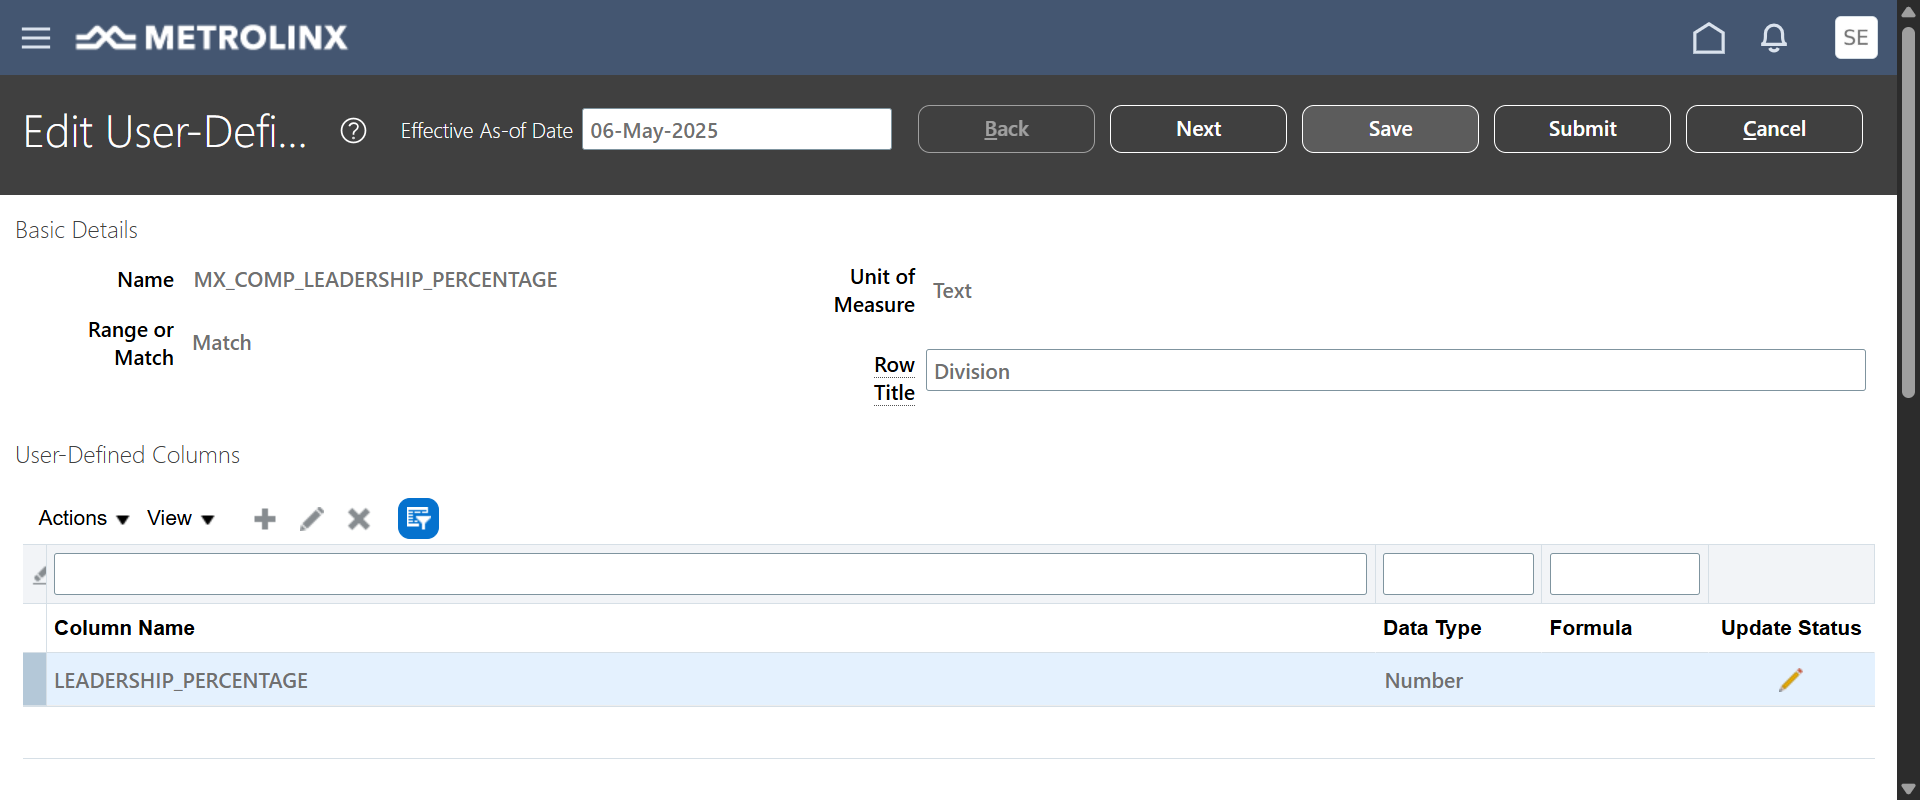 METROLINX
SE
Edit User-Defi...
?
Effective As-of Date
06-May-2025
Back
Next
Save
Submit
Cancel
Basic Details
Name
MX_COMP_LEADERSHIP_PERCENTAGE
Range or
Match
Match
Unit of
Measure
Text
Row
Title
Division
User-Defined Columns
Actions
View
Column Name
Data Type
Formula
Update Status
LEADERSHIP_PERCENTAGE
Number